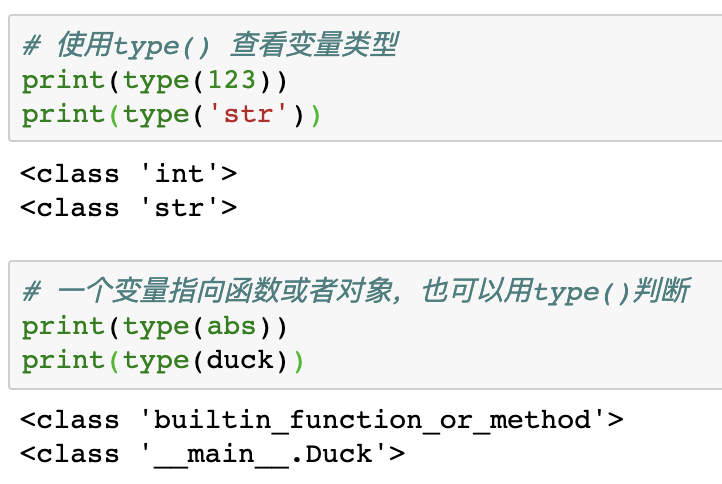 # 使用type() 查看变量类型
print(type(123))
print(type('str'))
<class 'int'>
<class 'str'>
# 一个变量指向函数或者对象，也可以用type()判断
print(type(abs))
print(type(duck))
<class 'builtin_function_or_method'>
<class '__main__.Duck'>